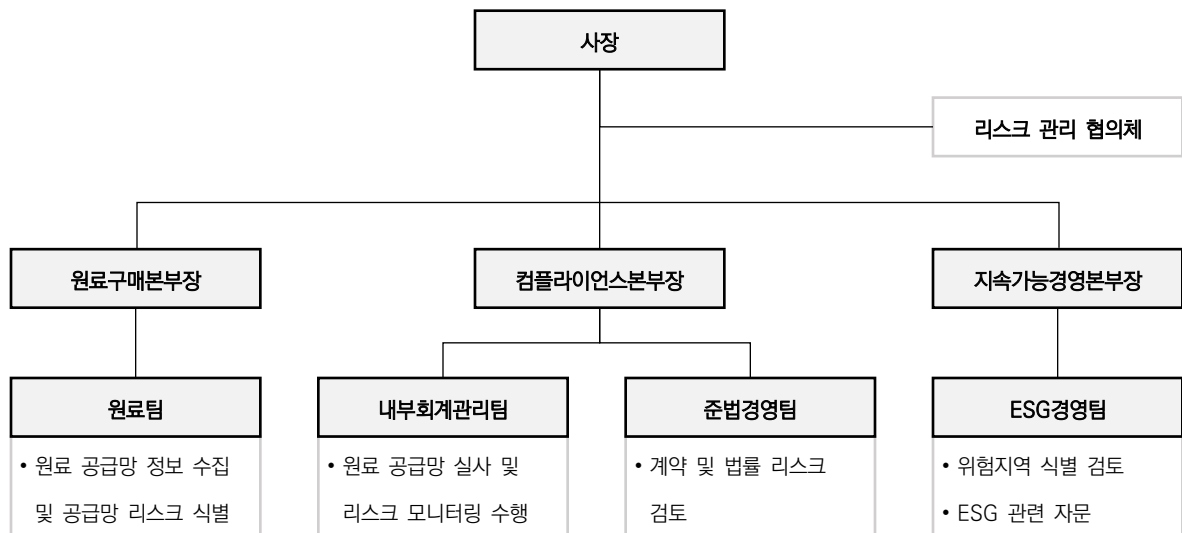 사장
리스크 관리 협의체
원료구매본부장
컴플라이언스본부장
지속가능경영본부장
원료팀
내부회계관리팀
준법경영팀
ESG경영팀
• 원료 공급망 정보 수집
및 공급망 리스크 식별
• 원료 공급망 실사 및
리스크 모니터링 수행
• 계약 및 법률 리스크
검토
• 위험지역 식별 검토
• ESG 관련 자문